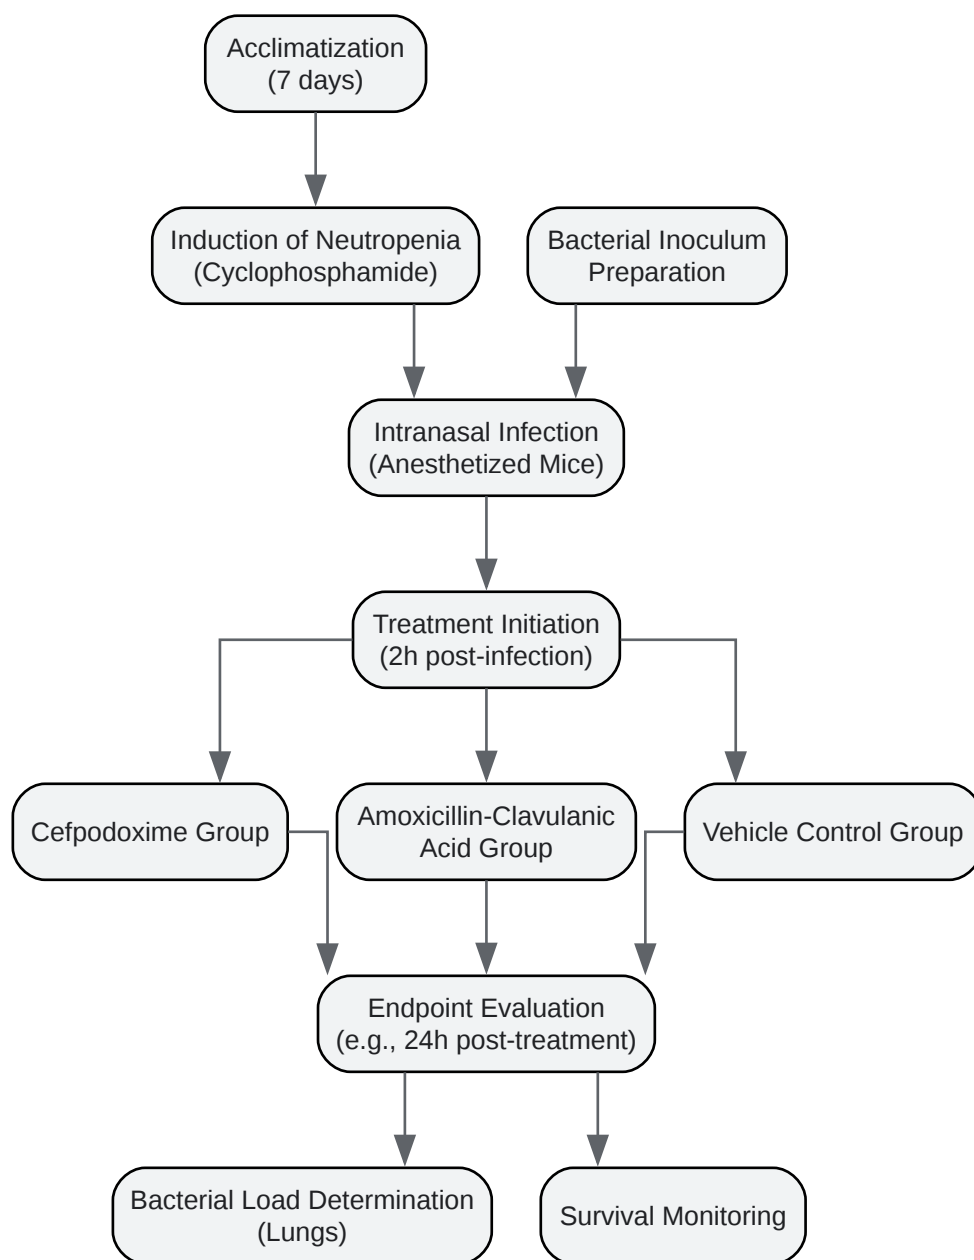 Acclimatization
(7 days)
Induction of Neutropenia
(Cyclophosphamide)
Bacterial Inoculum
Preparation
Intranasal Infection
(Anesthetized Mice)
Treatment Initiation
(2h post-infection)
Cefpodoxime Group
Amoxicillin-Clavulanic
Acid Group
Vehicle Control Group
Endpoint Evaluation
(e.g., 24h post-treatment)
Bacterial Load Determination
(Lungs)
Survival Monitoring